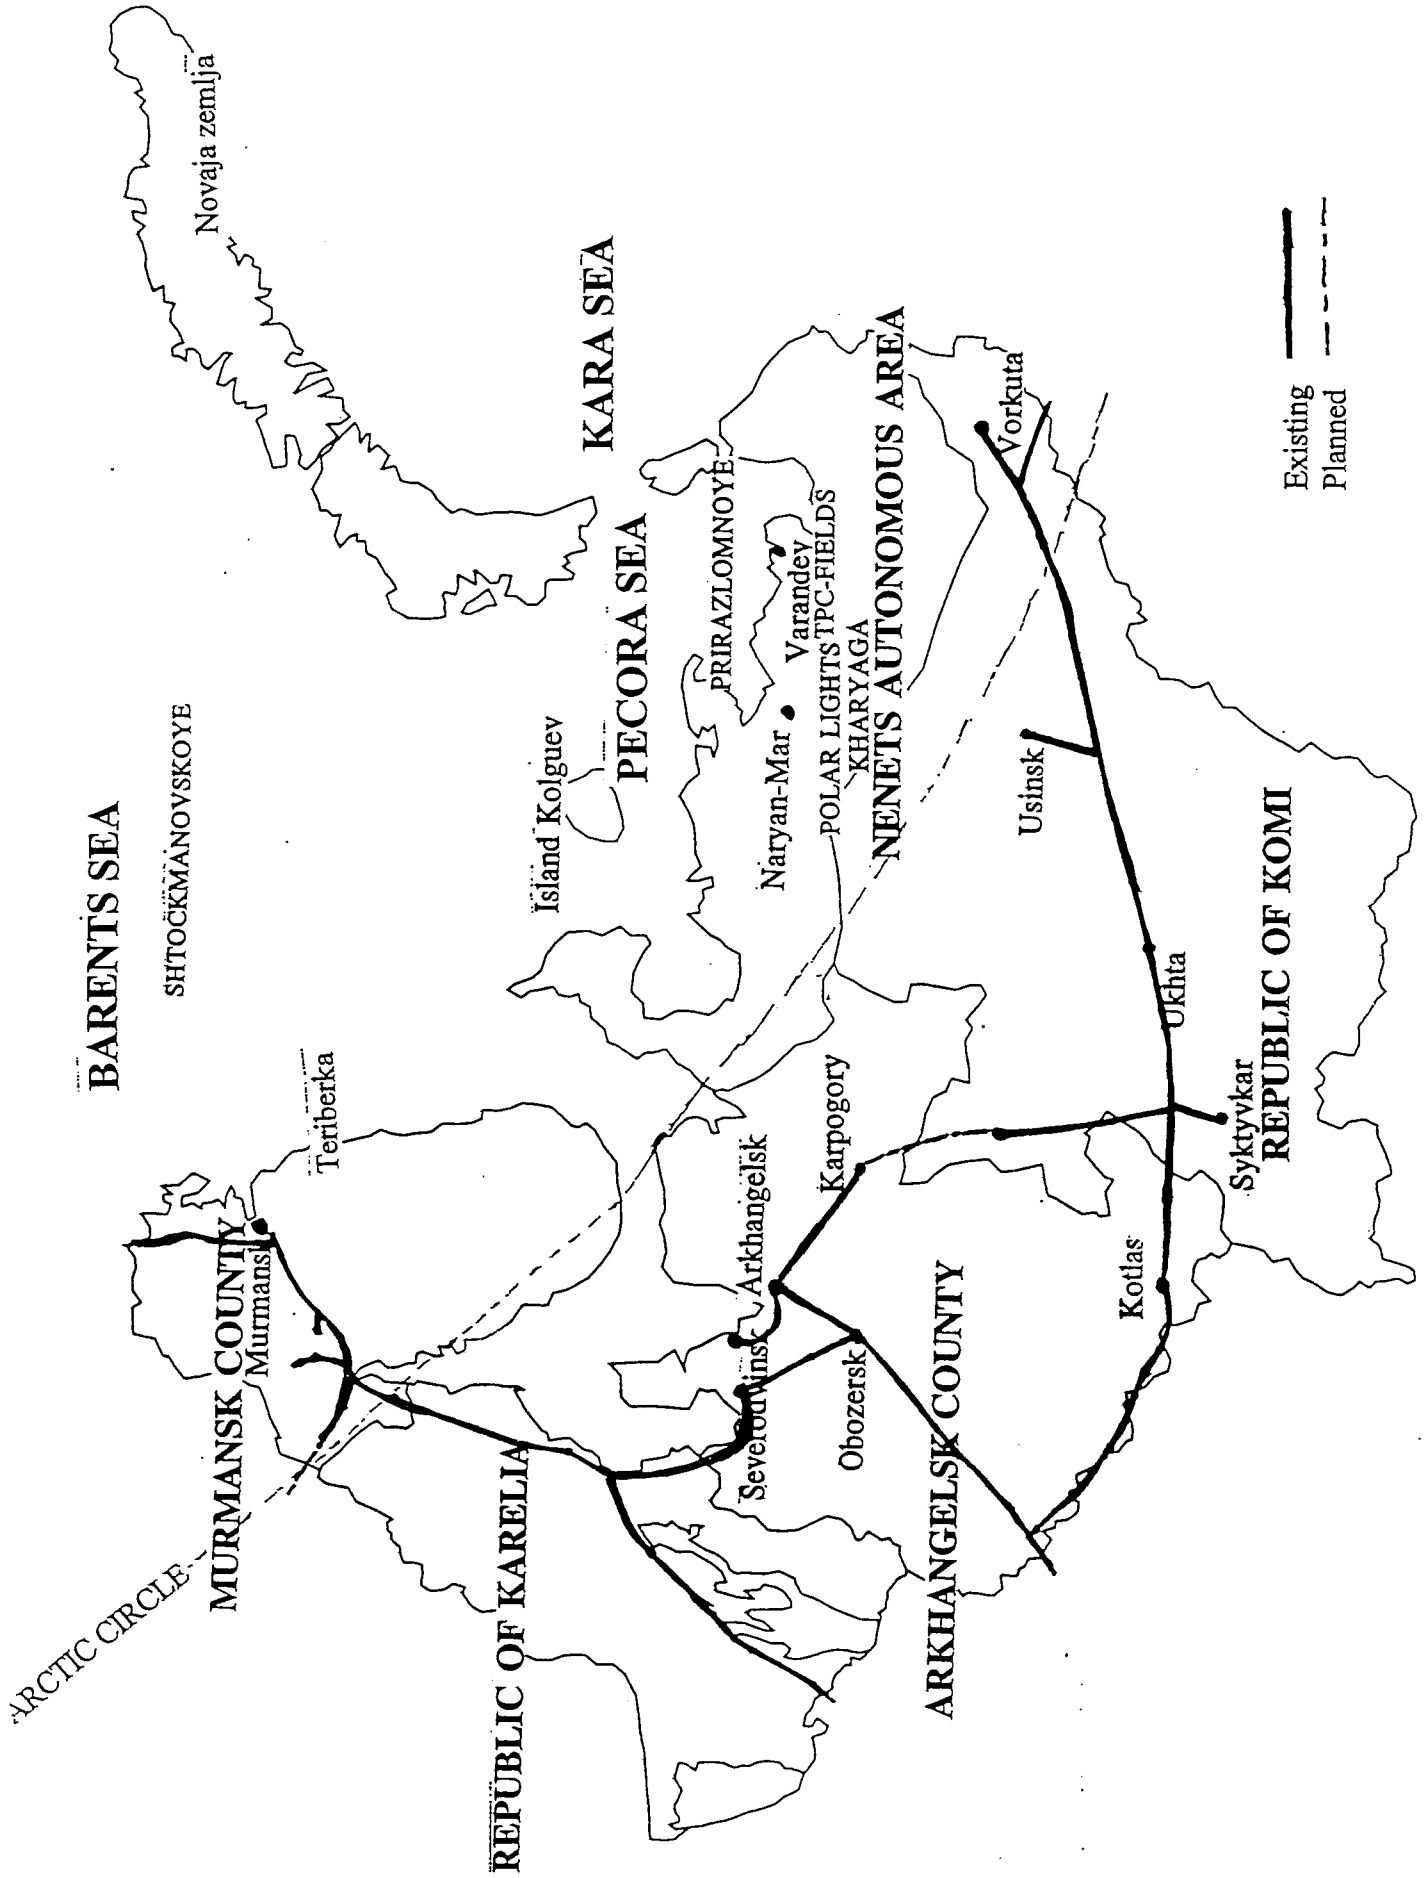 BARENTS SEA
SHTOCKMANOVSKOYE
Novaja zemlja
ARCTIC CIRCLE
MURMANSK COUNTY
Murmansk
Teriberka
Island Kolguev
KARA SEA
PECORA SEA
REPUBLIC OF KARELIA
PRIRAZLOMNOYE
Severodwinsk
Arkhangelsk
Naryan-Mar
Varandey
POLAR LIGHTS TPC-FIELDS
KHARYAGA
Obozersk
Karpogory
NENETS AUTONOMOUS AREA
ARKHANGELSK COUNTY
Usinsk
Vorkuta
Kotlas
Ukhta
Syktyvkar
REPUBLIC OF KOMI
Existing
Planned